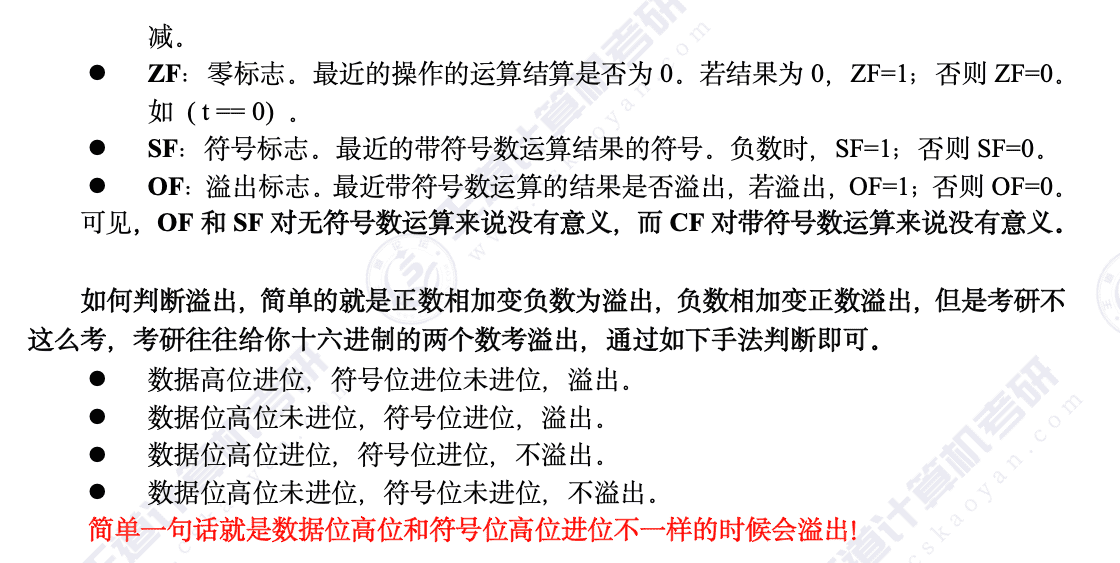 减。
● ZF：零标志。最近的操作的运算结算是否为 0。若结果为 0，ZF=1；否则 ZF=0。
如（t == 0）。
● SF：符号标志。最近的带符号数运算结果的符号。负数时，SF=1；否则 SF=0。
● OF：溢出标志。最近带符号数运算的结果是否溢出，若溢出，OF=1；否则 OF=0。
可见，OF 和 SF 对无符号数运算来说没有意义，而 CF 对带符号数运算来说没有意义。
如何判断溢出，简单的就是正数相加变负数为溢出，负数相加变正数溢出，但是考研不
这么考，考研往往给你十六进制的两个数考溢出，通过如下手法判断即可。
● 数据高位进位，符号位进位未进位，溢出。
● 数据位高位未进位，符号位进位，溢出。
● 数据位高位进位，符号位进位，不溢出。
● 数据位高位未进位，符号位未进位，不溢出。
简单一句话就是数据位高位和符号位高位进位不一样的时候会溢出!